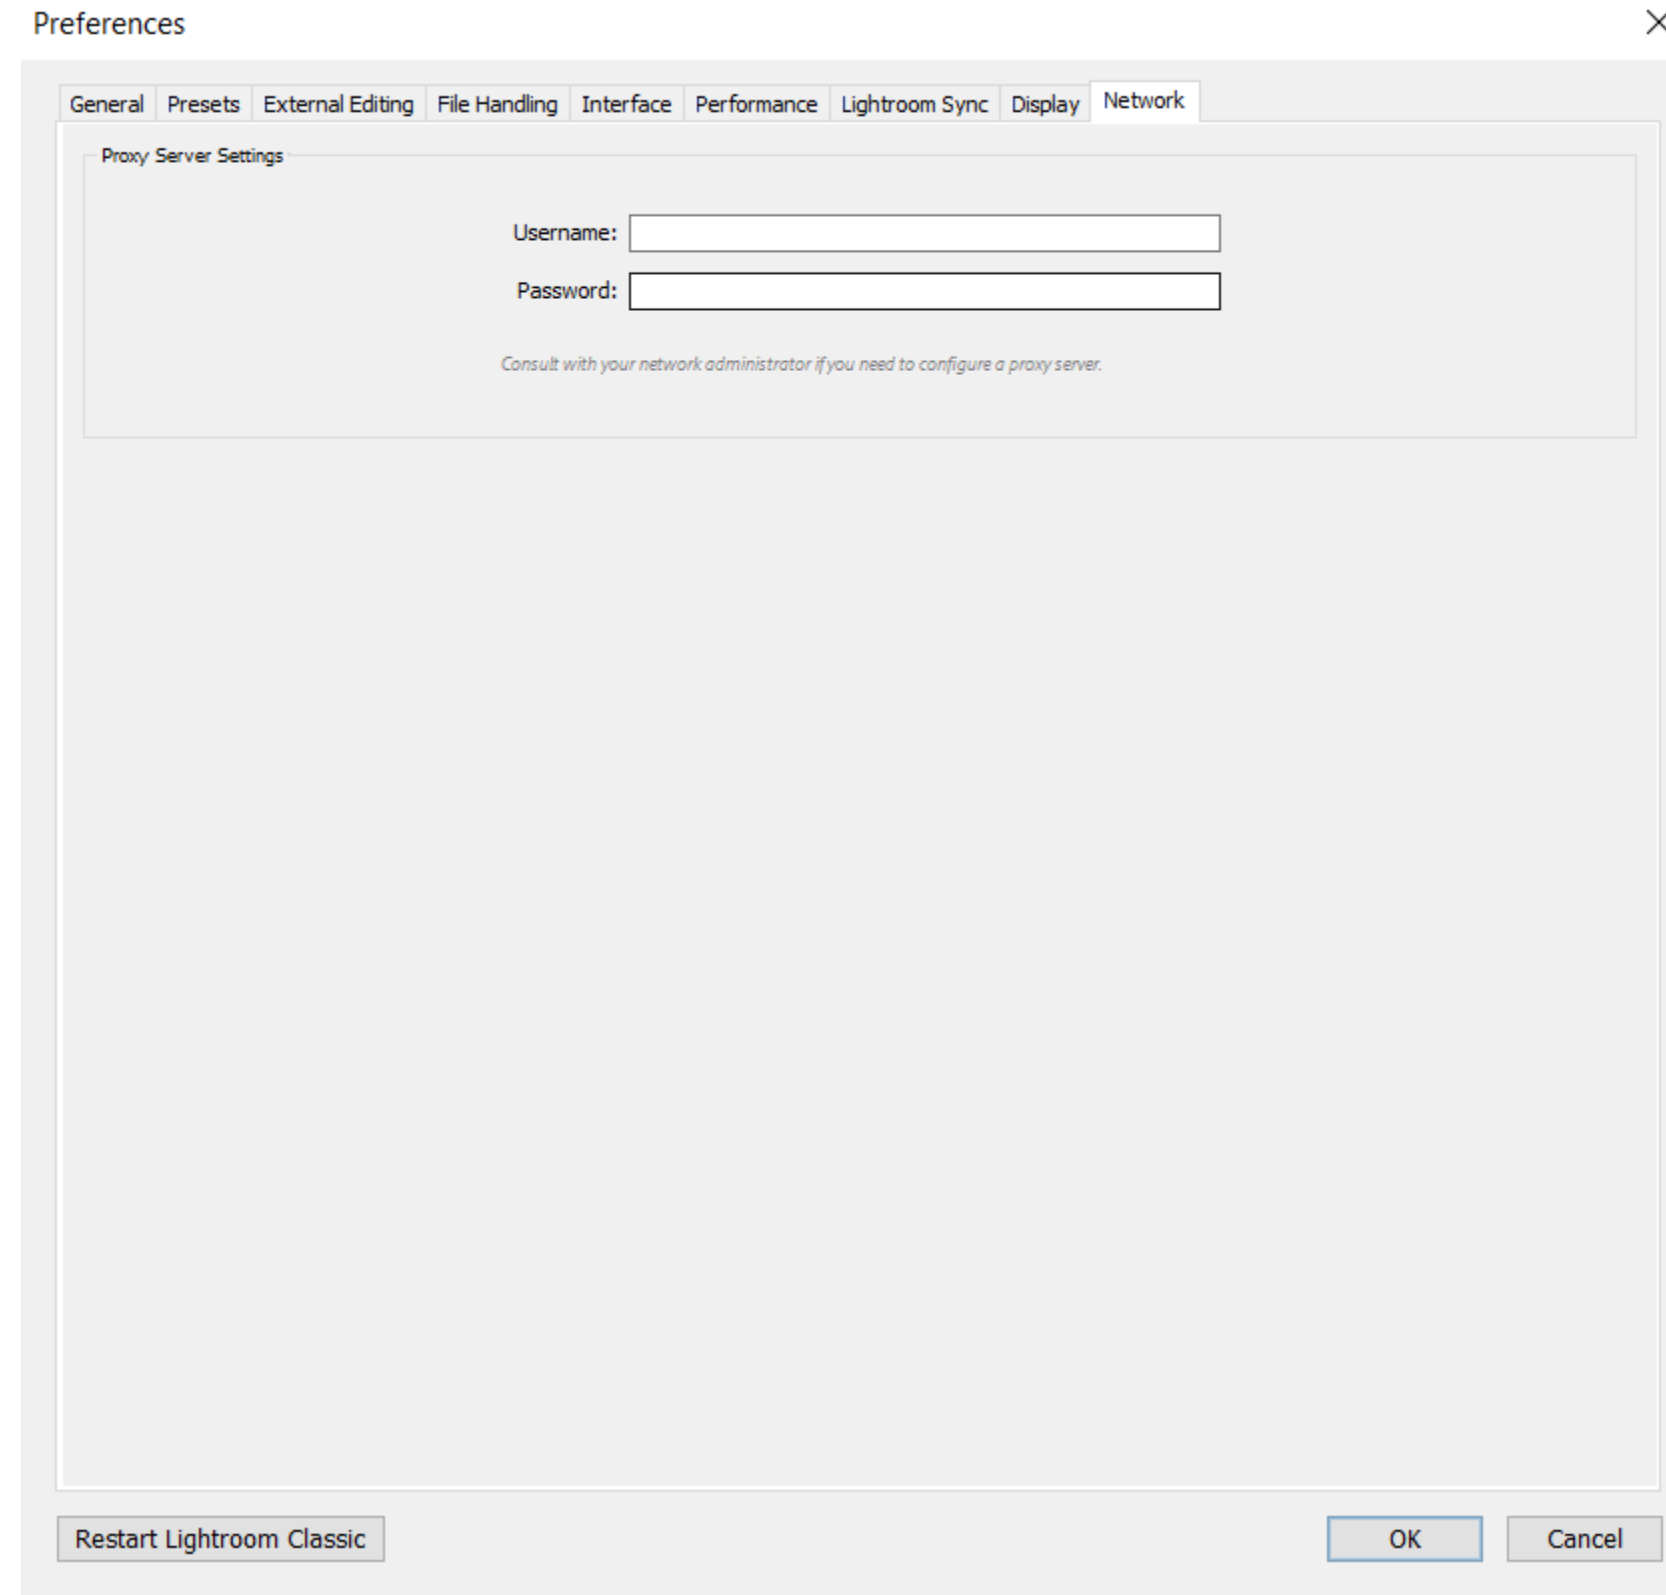 Preferences
General Presets External Editing File Handling Interface Performance Lightroom Sync Display Network
Proxy Server Settings
Username:
Password:
Consult with your network administrator if you need to configure a proxy server.
Restart Lightroom Classic OK Cancel